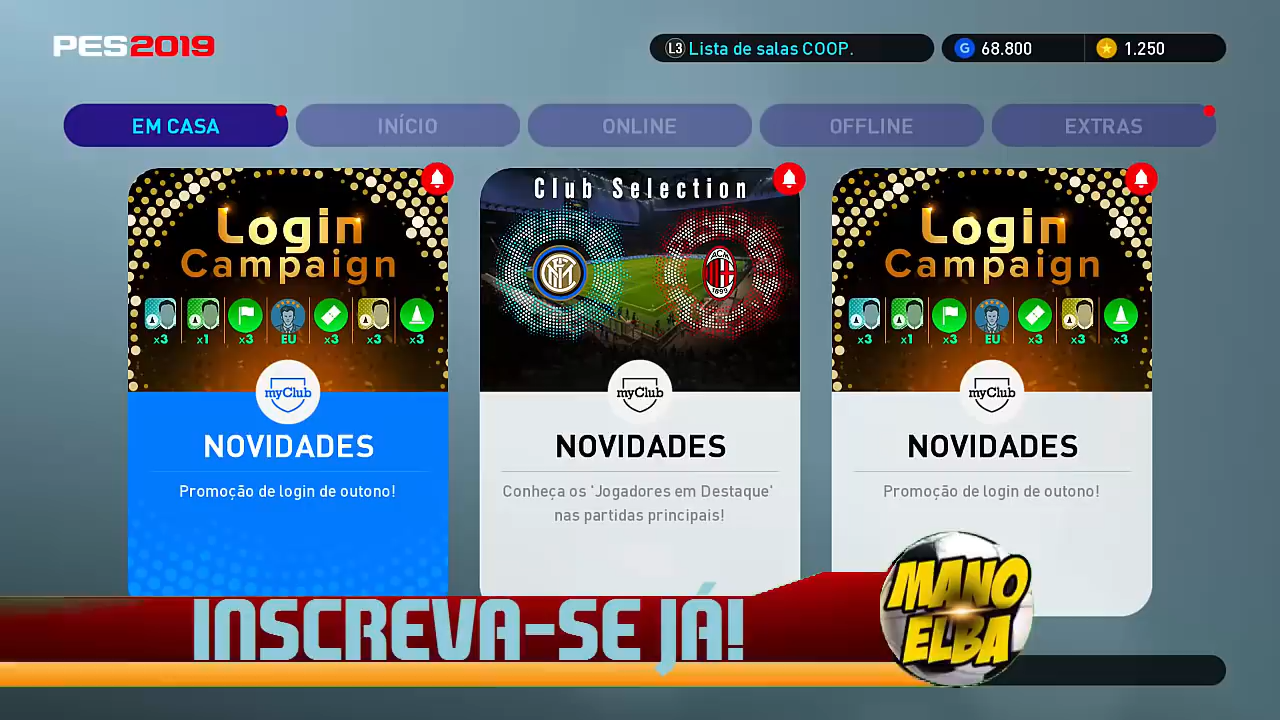 PES2019
L3 Lista de salas COOP.
G 68.800
1.250
EM CASA
INÍCIO
ONLINE
OFFLINE
EXTRAS
Login
Campaign
x3 x1 x3 EU x3 x3 x3
myClub
NOVIDADES
Promoção de login de outono!
Club Selection
ACM
1899
myClub
NOVIDADES
Conheça os 'Jogadores em Destaque'
nas partidas principais!
Login
Campaign
x3 x1 x3 EU x3 x3 x3
myClub
NOVIDADES
Promoção de login de outono!
INSCREVA-SE JÁ!
MANO
ELBA